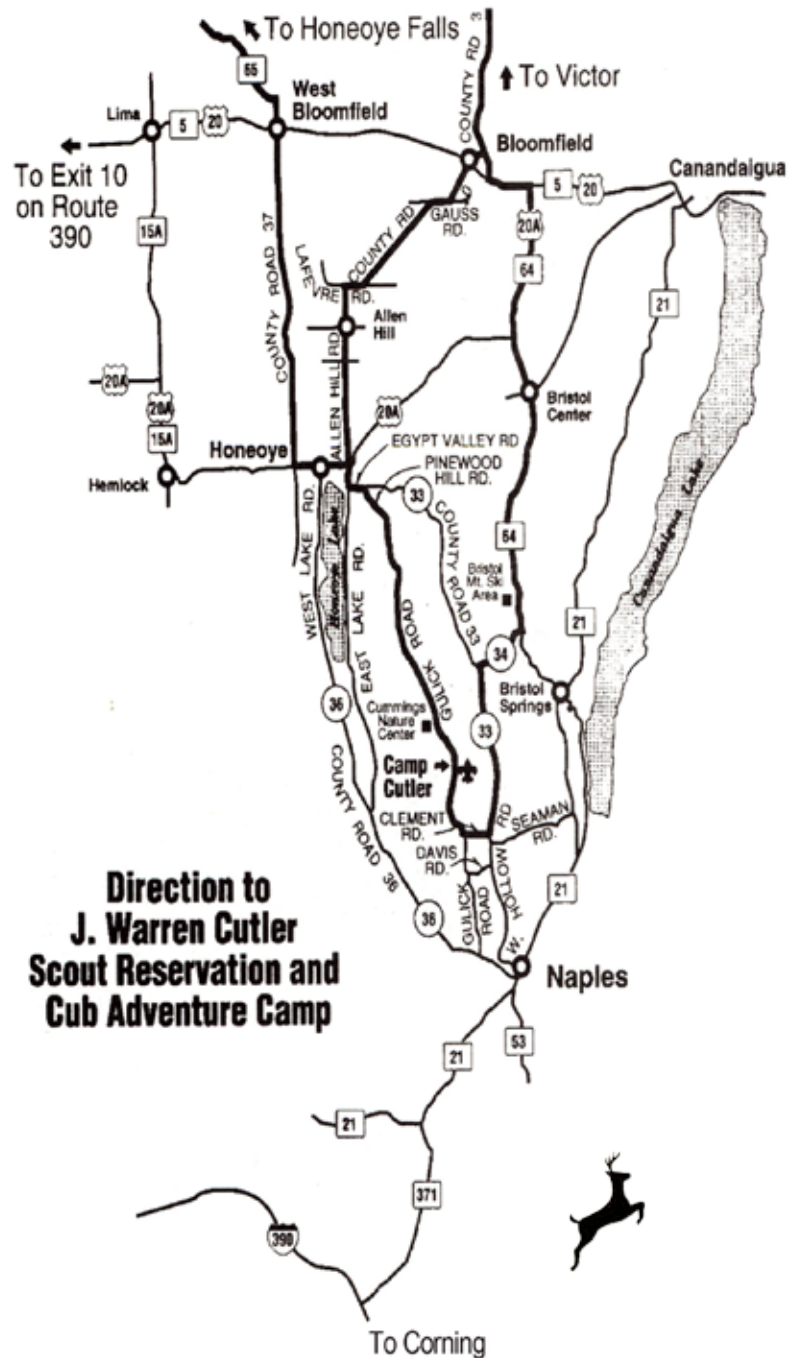 To Honeoye Falls
COUNTY RD 3
To Victor
65
West
Bloomfield
Lima
5
20
Bloomfield
To Exit 10
on Route
390
Canandaigua
5
20
GAUSS
RD.
20A
15A
COUNTY ROAD 37
COUNTY RD
64
LAFEVRE
RD.
21
Allen
Hill
ALLEN HILL RD
20A
20A
15A
20A
Bristol
Center
Honeoye
EGYPT VALLEY RD
PINEWOOD
HILL RD.
Hemlock
33
WEST LAKE RD.
Honeoye Lake
EAST LAKE RD.
COUNTY ROAD 33
64
Canandaigua Lake
Bristol
Mt. Ski
Area
GULICK ROAD
21
34
Bristol
Springs
36
Cummings
Nature
Center
33
Camp
Cutler
CLEMENT
RD.
SEAMAN
RD.
DAVIS
RD.
COUNTY ROAD 36
GULICK
ROAD
W. HOLLOW RD
21
36
Direction to
J. Warren Cutler
Scout Reservation and
Cub Adventure Camp
Naples
21
53
21
371
390
To Corning